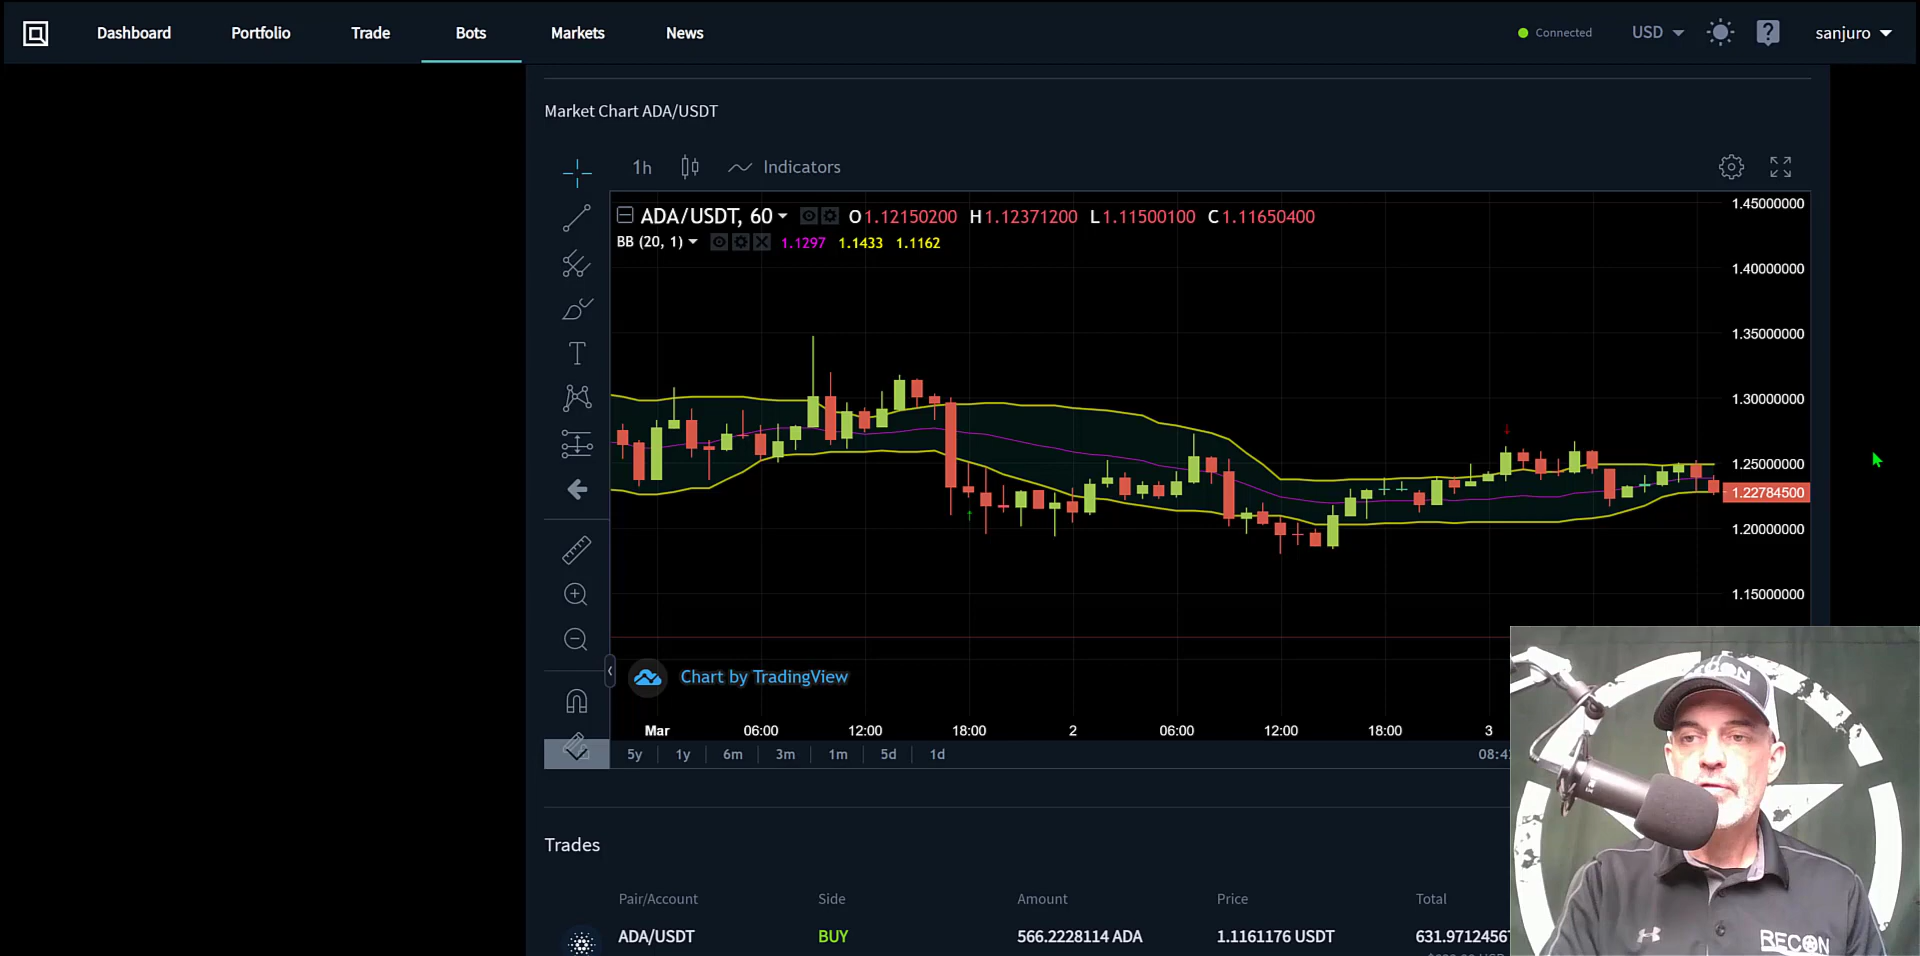 Dashboard Portfolio Trade Bots Markets News Connected USD ? sanjuro
Market Chart ADA/USDT
1h Indicators
ADA/USDT, 60 O1.12150200 H1.12371200 L1.11500100 C1.11650400
BB (20, 1) 1.1297 1.1433 1.1162
1.45000000
1.40000000
1.35000000
1.30000000
1.25000000
1.22784500
1.20000000
1.15000000
T
Chart by TradingView
Mar 06:00 12:00 18:00 2 06:00 12:00 18:00 3
5y 1y 6m 3m 1m 5d 1d
Trades
Pair/Account Side Amount Price Total
ADA/USDT BUY 566.2228114 ADA 1.1161176 USDT 631.9712456
RECON
RECON